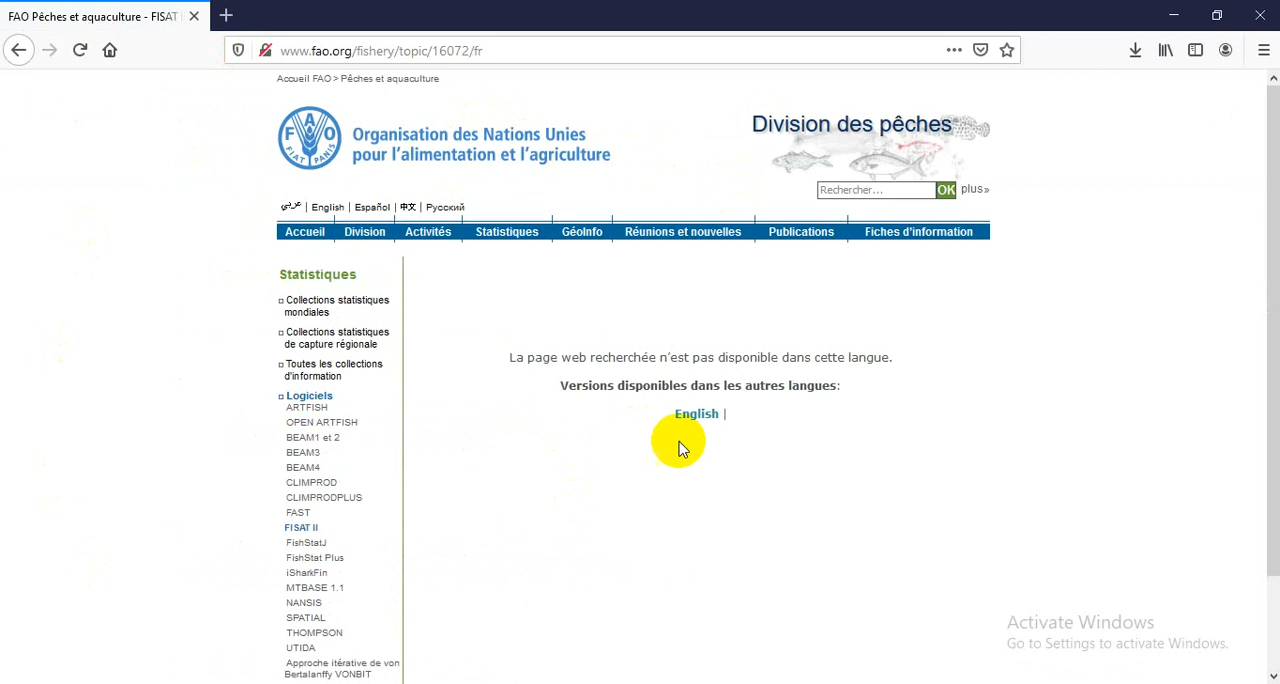 FAO Pêches et aquaculture - FISAT
www.fao.org/fishery/topic/16072/fr
Accueil FAO > Pêches et aquaculture
F A O
FIAT PANIS
Organisation des Nations Unies
pour l'alimentation et l'agriculture
Division des pêches
Rechercher...
OK
plus»
عربي | English | Español | 中文 | Русский
Accueil
Division
Activités
Statistiques
GéoInfo
Réunions et nouvelles
Publications
Fiches d'information
Statistiques
Collections statistiques
mondiales
Collections statistiques
de capture régionale
Toutes les collections
d'information
Logiciels
ARTFISH
OPEN ARTFISH
BEAM1 et 2
BEAM3
BEAM4
CLIMPROD
CLIMPRODPLUS
FAST
FISAT II
FishStatJ
FishStat Plus
iSharkFin
MTBASE 1.1
NANSIS
SPATIAL
THOMPSON
UTIDA
Approche itérative de von
Bertalanffy VONBIT
La page web recherchée n'est pas disponible dans cette langue.
Versions disponibles dans les autres langues:
English |
Activate Windows
Go to Settings to activate Windows.